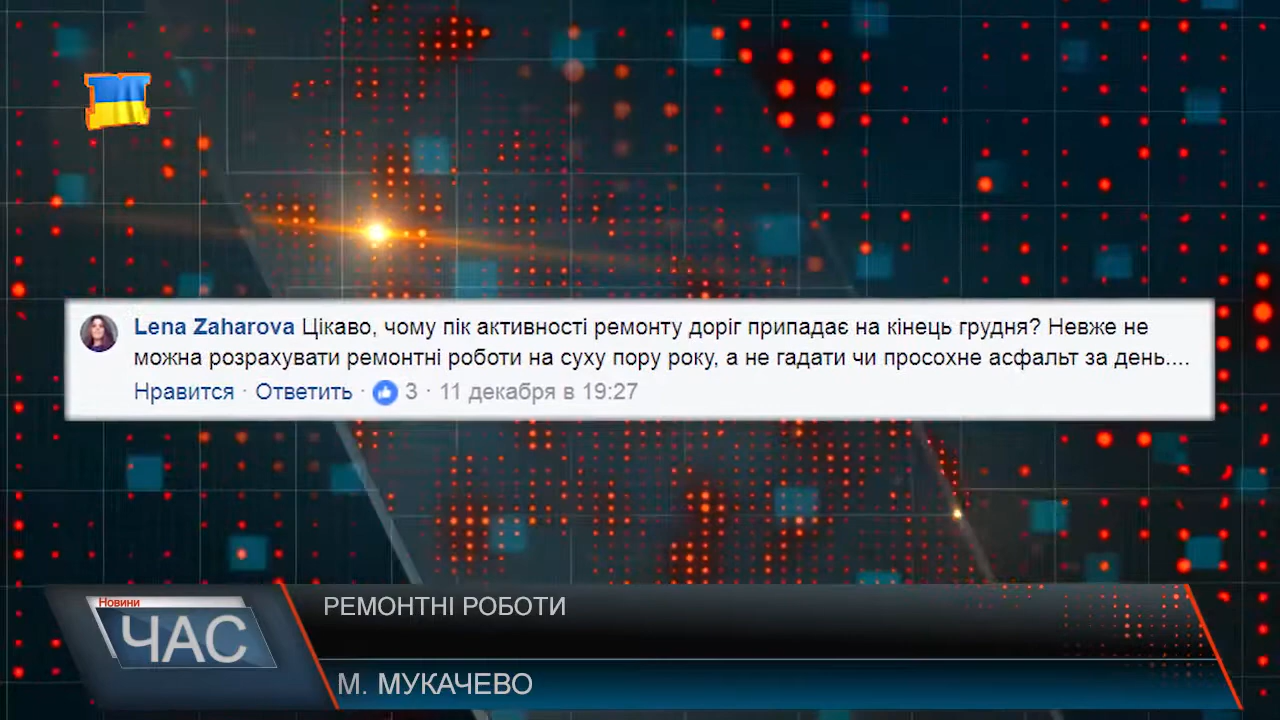 Lena Zaharova Цікаво, чому пік активності ремонту доріг припадає на кінець грудня? Невже не
можна розрахувати ремонтні роботи на суху пору року, а не гадати чи просохне асфальт за день....
Нравится · Ответить · 3 · 11 декабря в 19:27
Новини
ЧАС
РЕМОНТНІ РОБОТИ
М. МУКАЧЕВО